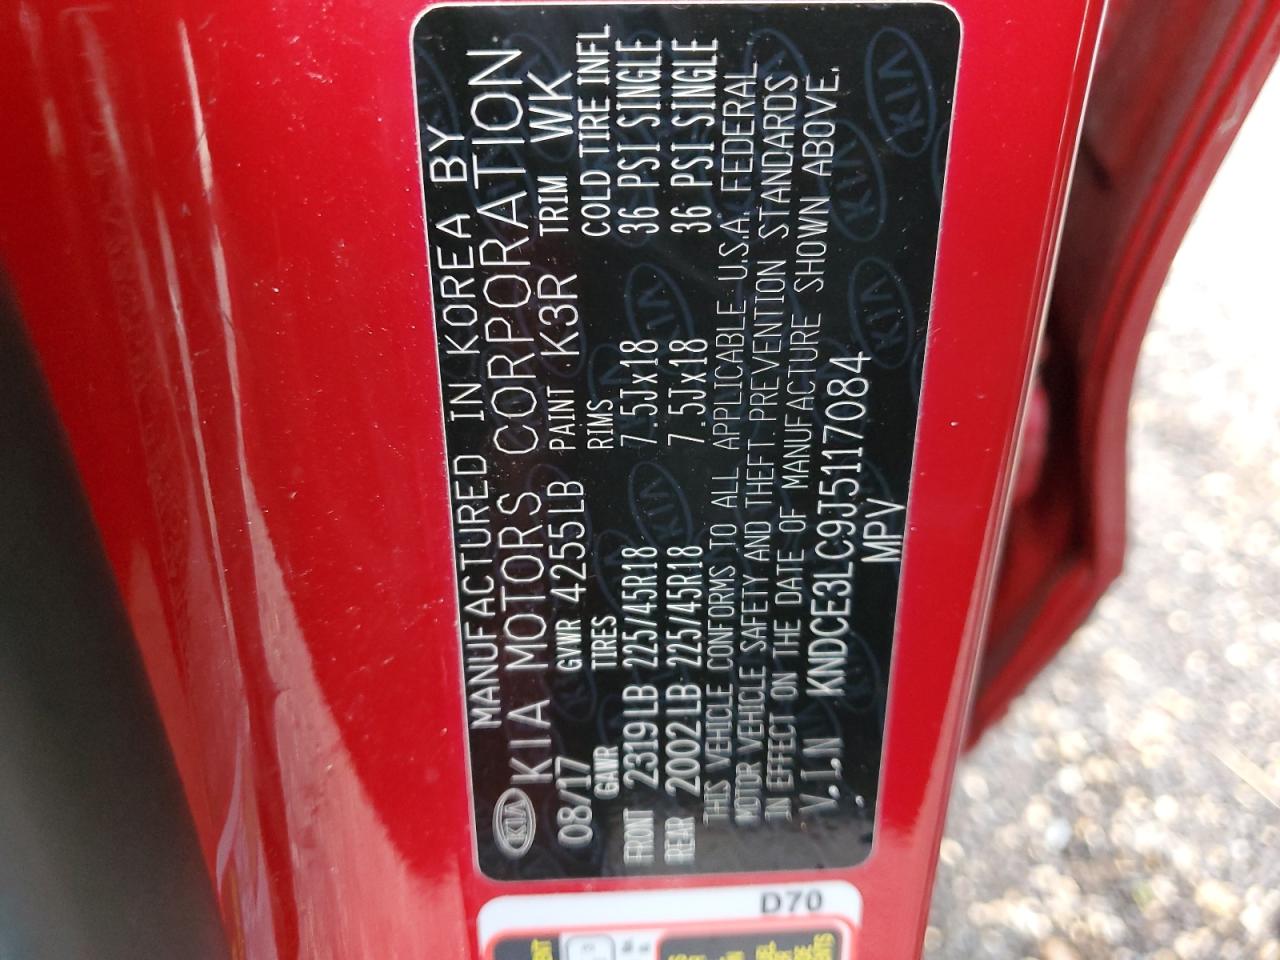 MANUFACTURED IN KOREA BY
KIA KIA MOTORS CORPORATION
08/17 GVWR 4255LB PAINT K3R TRIM WK
GAWR TIRES RIMS COLD TIRE INFL
FRONT 2319LB 225/45R18 7.5Jx18 36 PSI SINGLE
REAR 2002LB 225/45R18 7.5Jx18 36 PSI SINGLE
THIS VEHICLE CONFORMS TO ALL APPLICABLE U.S.A. FEDERAL
MOTOR VEHICLE SAFETY AND THEFT PREVENTION STANDARDS
IN EFFECT ON THE DATE OF MANUFACTURE SHOWN ABOVE.
V.I.N KNDCE3LC9J5117084
: MPV
D70